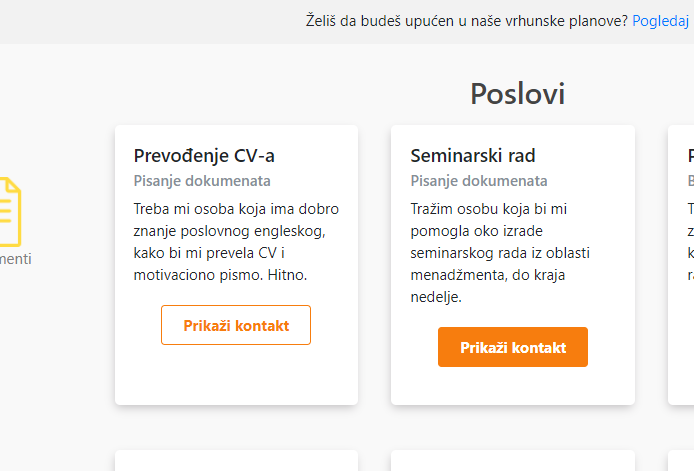 Želiš da budeš upućen u naše vrhunske planove? Pogledaj
Poslovi
menti
Prevođenje CV-a
Pisanje dokumenata
Treba mi osoba koja ima dobro
znanje poslovnog engleskog,
kako bi mi prevela CV i
motivaciono pismo. Hitno.
Prikaži kontakt
Seminarski rad
Pisanje dokumenata
Tražim osobu koja bi mi
pomogla oko izrade
seminarskog rada iz oblasti
menadžmenta, do kraja
nedelje.
Prikaži kontakt